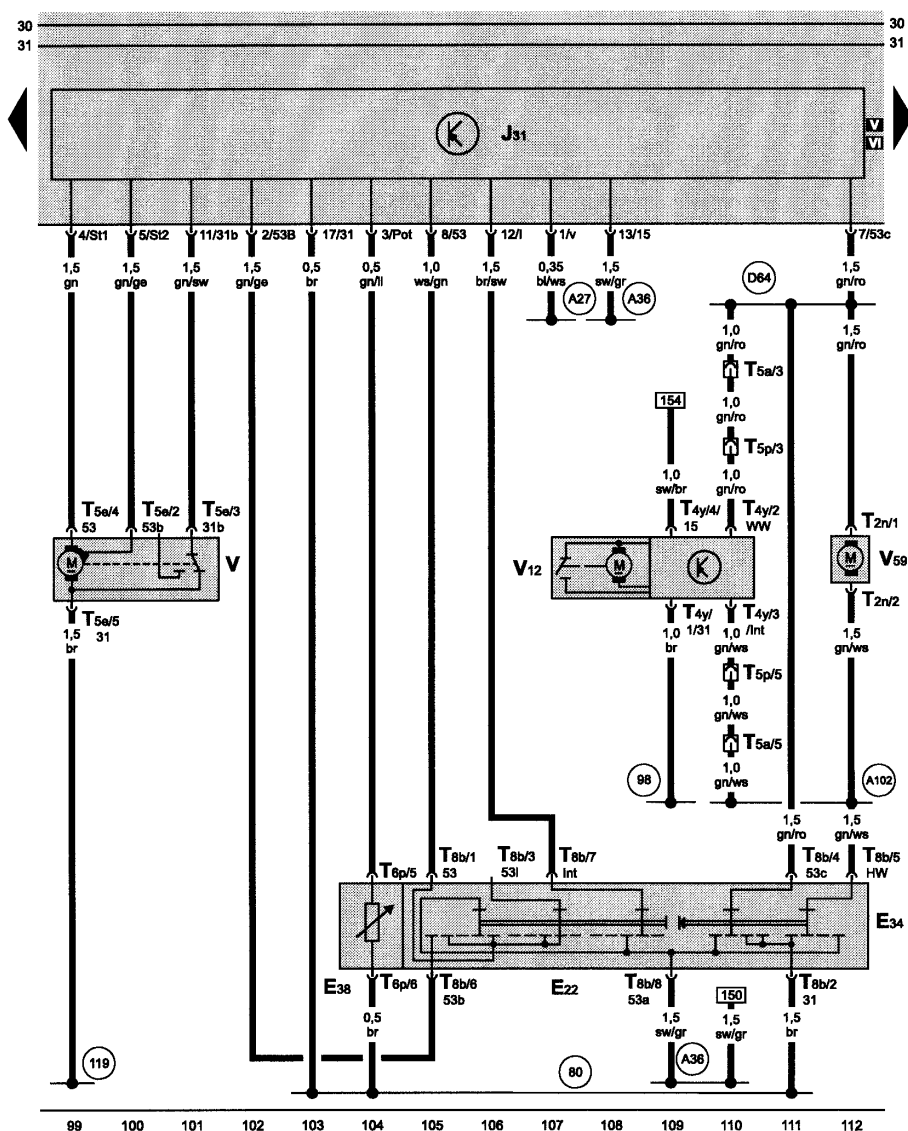 30 30
31 31
J31
V
VI
4/St1 5/St2 11/31b 2/53B 17/31 3/Pot 8/53 12/I 1/v 13/15 7/53c
1,5 1,5 1,5 1,5 0,5 0,5 1,0 1,5 0,35 1,5 1,5
gn gn/ge gn/sw gn/ge br gn/li ws/gn br/sw bl/ws sw/gr gn/ro
D64
A27 A36
1,0 1,5
gn/ro gn/ro
T5a/3
154
1,0
gn/ro
T5p/3
1,0 1,0
sw/br gn/ro
T5e/4 T5e/2 T5e/3 T4y/4/ T4y/2 T2n/1
53 53b 31b 15 WW
M V V12 M M V59
T5e/5 T4y/ T4y/3 T2n/2
31 1/31 /Int
1,5 1,0 1,0 1,5
br br gn/ws gn/ws
T5p/5
1,0
gn/ws
T5a/5
98 1,0 A102
gn/ws
1,5 1,5
gn/ro gn/ws
T6p/5 T8b/1 T8b/3 T8b/7 T8b/4 T8b/5
53 53I Int 53c HW
E34
E38 T6p/6 T8b/6 E22 T8b/8 T8b/2
53b 53a 150 31
0,5 1,5 1,5 1,5
br sw/gr sw/gr br
119 80 A36
99 100 101 102 103 104 105 106 107 108 109 110 111 112